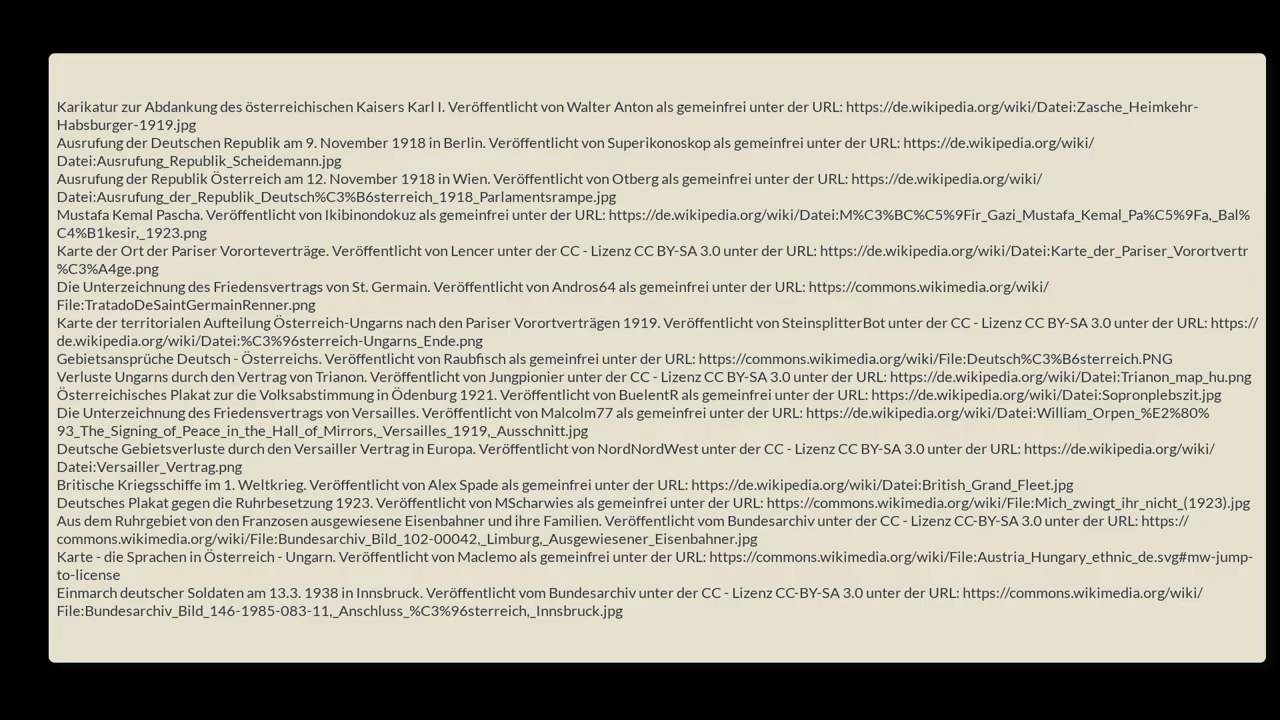 Karikatur zur Abdankung des österreichischen Kaisers Karl I. Veröffentlicht von Walter Anton als gemeinfrei unter der URL: https://de.wikipedia.org/wiki/Datei:Zasche_Heimkehr-
Habsburger-1919.jpg
Ausrufung der Deutschen Republik am 9. November 1918 in Berlin. Veröffentlicht von Superikonoskop als gemeinfrei unter der URL: https://de.wikipedia.org/wiki/
Datei:Ausrufung_Republik_Scheidemann.jpg
Ausrufung der Republik Österreich am 12. November 1918 in Wien. Veröffentlicht von Otberg als gemeinfrei unter der URL: https://de.wikipedia.org/wiki/
Datei:Ausrufung_der_Republik_Deutsch%C3%B6sterreich_1918_Parlamentsrampe.jpg
Mustafa Kemal Pascha. Veröffentlicht von Ikibinondokuz als gemeinfrei unter der URL: https://de.wikipedia.org/wiki/Datei:M%C3%BC%C5%9Fir_Gazi_Mustafa_Kemal_Pa%C5%9Fa,_Bal%
C4%B1kesir,_1923.png
Karte der Ort der Pariser Vororteverträge. Veröffentlicht von Lencer unter der CC - Lizenz CC BY-SA 3.0 unter der URL: https://de.wikipedia.org/wiki/Datei:Karte_der_Pariser_Vorortvertr
%C3%A4ge.png
Die Unterzeichnung des Friedensvertrags von St. Germain. Veröffentlicht von Andros64 als gemeinfrei unter der URL: https://commons.wikimedia.org/wiki/
File:TratadoDeSaintGermainRenner.png
Karte der territorialen Aufteilung Österreich-Ungarns nach den Pariser Vorortverträgen 1919. Veröffentlicht von SteinsplitterBot unter der CC - Lizenz CC BY-SA 3.0 unter der URL: https://
de.wikipedia.org/wiki/Datei:%C3%96sterreich-Ungarns_Ende.png
Gebietsansprüche Deutsch - Österreichs. Veröffentlicht von Raubfisch als gemeinfrei unter der URL: https://commons.wikimedia.org/wiki/File:Deutsch%C3%B6sterreich.PNG
Verluste Ungarns durch den Vertrag von Trianon. Veröffentlicht von Jungpionier unter der CC - Lizenz CC BY-SA 3.0 unter der URL: https://de.wikipedia.org/wiki/Datei:Trianon_map_hu.png
Österreichisches Plakat zur die Volksabstimmung in Ödenburg 1921. Veröffentlicht von BuelentR als gemeinfrei unter der URL: https://de.wikipedia.org/wiki/Datei:Sopronplebszit.jpg
Die Unterzeichnung des Friedensvertrags von Versailles. Veröffentlicht von Malcolm77 als gemeinfrei unter der URL: https://de.wikipedia.org/wiki/Datei:William_Orpen_%E2%80%
93_The_Signing_of_Peace_in_the_Hall_of_Mirrors,_Versailles_1919,_Ausschnitt.jpg
Deutsche Gebietsverluste durch den Versailler Vertrag in Europa. Veröffentlicht von NordNordWest unter der CC - Lizenz CC BY-SA 3.0 unter der URL: https://de.wikipedia.org/wiki/
Datei:Versailler_Vertrag.png
Britische Kriegsschiffe im 1. Weltkrieg. Veröffentlicht von Alex Spade als gemeinfrei unter der URL: https://de.wikipedia.org/wiki/Datei:British_Grand_Fleet.jpg
Deutsches Plakat gegen die Ruhrbesetzung 1923. Veröffentlicht von MScharwies als gemeinfrei unter der URL: https://commons.wikimedia.org/wiki/File:Mich_zwingt_ihr_nicht_(1923).jpg
Aus dem Ruhrgebiet von den Franzosen ausgewiesene Eisenbahner und ihre Familien. Veröffentlicht vom Bundesarchiv unter der CC - Lizenz CC-BY-SA 3.0 unter der URL: https://
commons.wikimedia.org/wiki/File:Bundesarchiv_Bild_102-00042,_Limburg,_Ausgewiesener_Eisenbahner.jpg
Karte - die Sprachen in Österreich - Ungarn. Veröffentlicht von Maclemo als gemeinfrei unter der URL: https://commons.wikimedia.org/wiki/File:Austria_Hungary_ethnic_de.svg#mw-jump-
to-license
Einmarch deutscher Soldaten am 13.3. 1938 in Innsbruck. Veröffentlicht vom Bundesarchiv unter der CC - Lizenz CC-BY-SA 3.0 unter der URL: https://commons.wikimedia.org/wiki/
File:Bundesarchiv_Bild_146-1985-083-11,_Anschluss_%C3%96sterreich,_Innsbruck.jpg